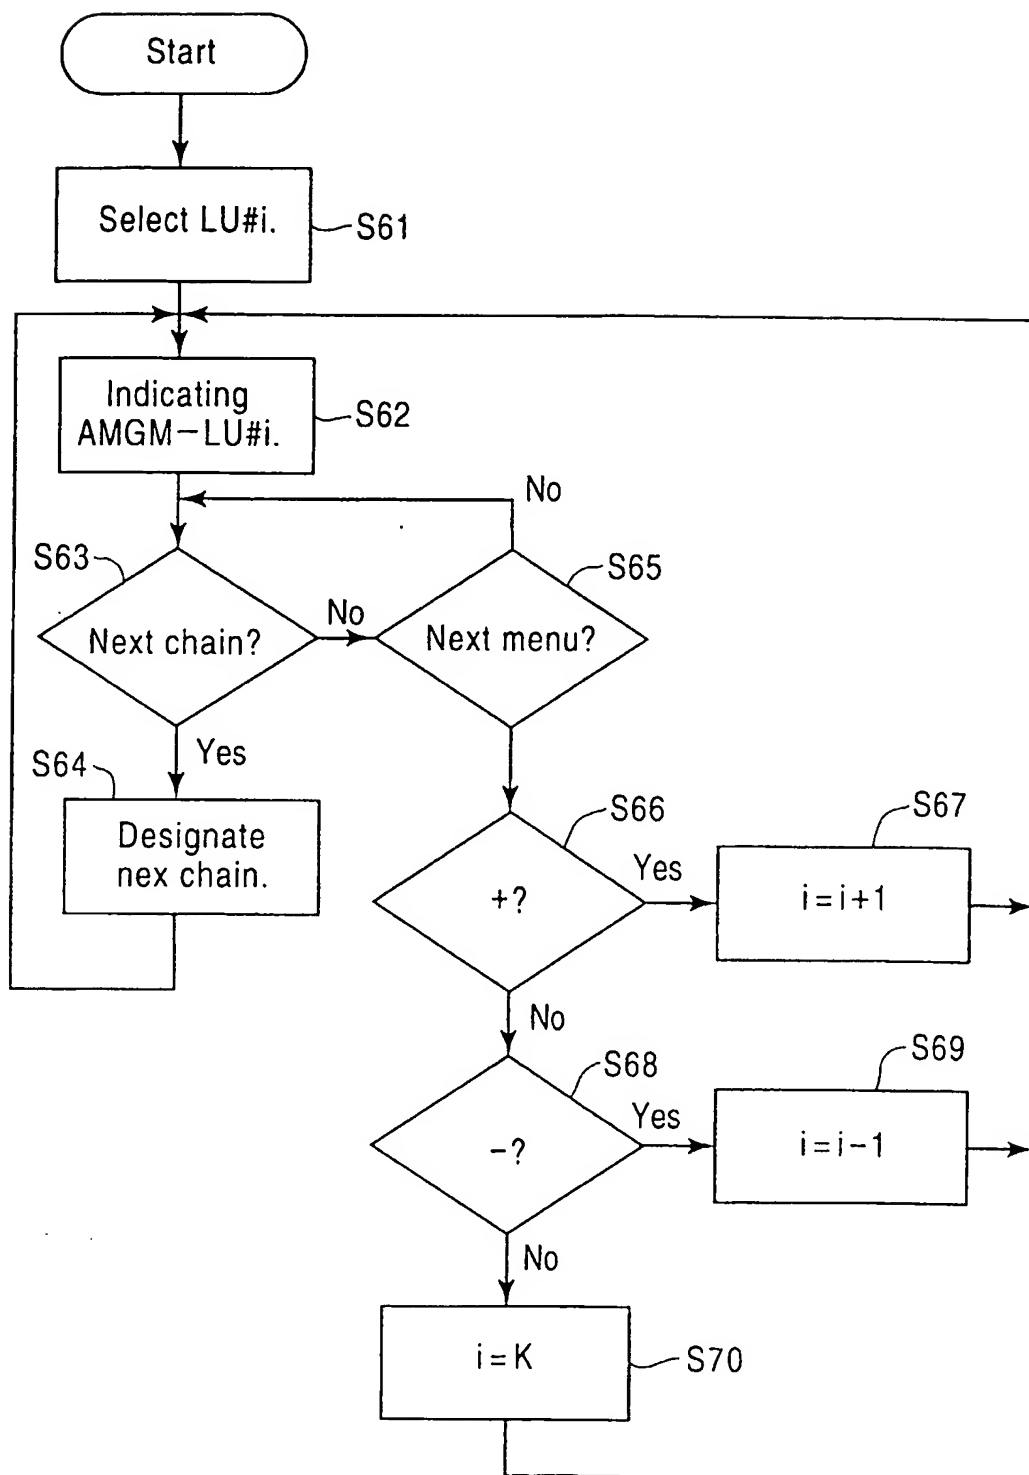 Start
Select LU#i.
S61
Indicating
AMGM-LU#i.
S62
No
S63
S65
Next chain?
No
Next menu?
Yes
S64
Designate
nex chain.
S66
S67
+?
Yes
i=i+1
No
S68
S69
-?
Yes
i=i-1
No
i=K
S70